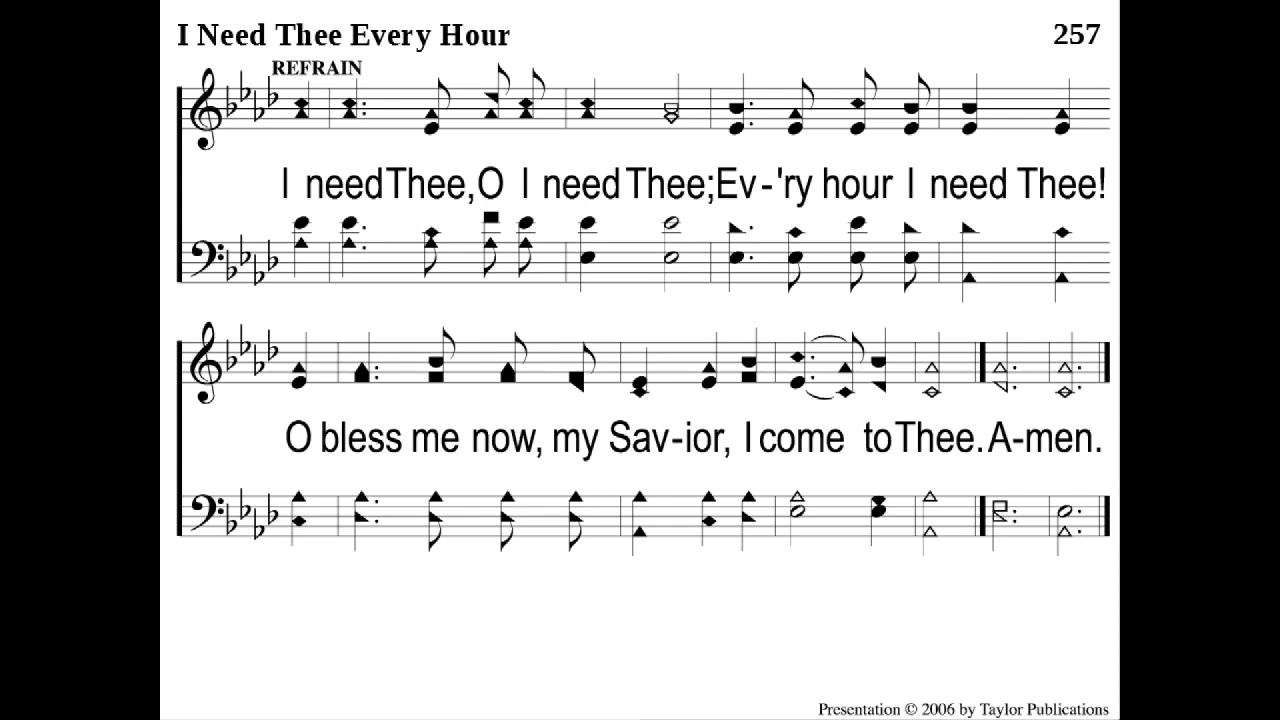 I Need Thee Every Hour 257
REFRAIN
I need Thee, O I need Thee; Ev-'ry hour I need Thee!
O bless me now, my Sav-ior, I come to Thee. A-men.
Presentation © 2006 by Taylor Publications